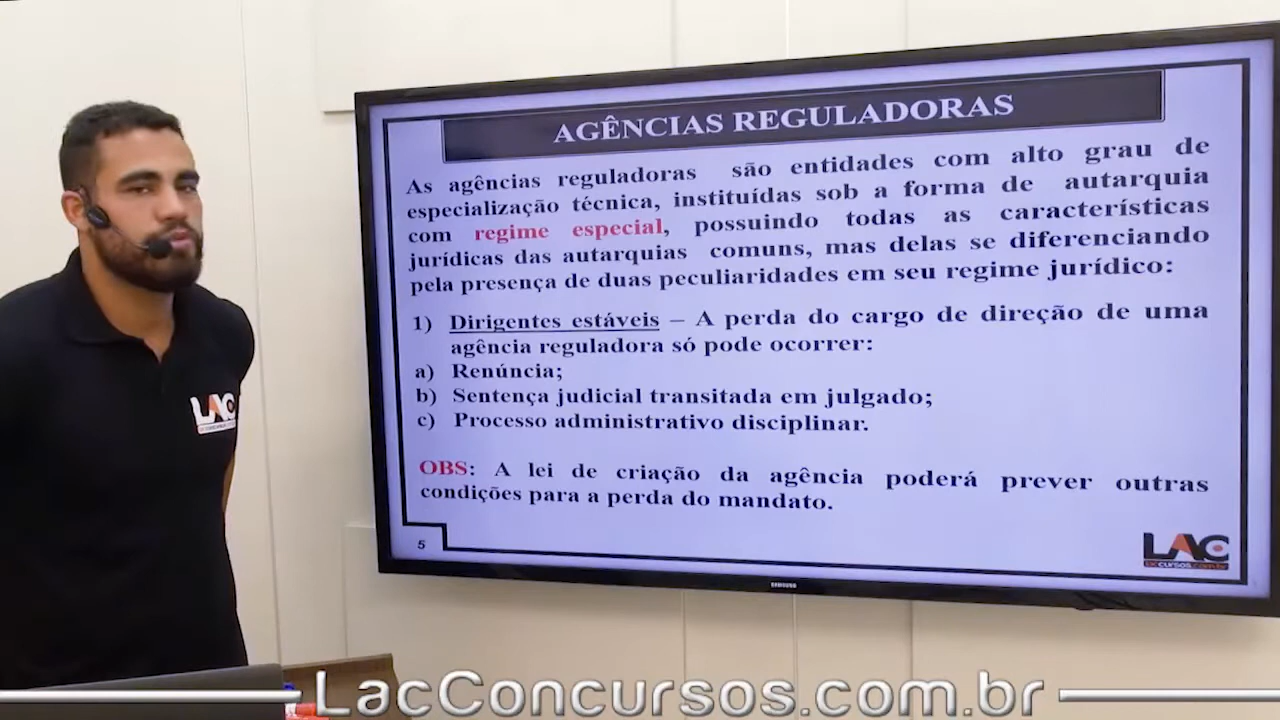 AGÊNCIAS REGULADORAS
As agências reguladoras são entidades com alto grau de
especialização técnica, instituídas sob a forma de autarquia
com regime especial, possuindo todas as características
jurídicas das autarquias comuns, mas delas se diferenciando
pela presença de duas peculiaridades em seu regime jurídico:
1) Dirigentes estáveis – A perda do cargo de direção de uma
agência reguladora só pode ocorrer:
a) Renúncia;
b) Sentença judicial transitada em julgado;
c) Processo administrativo disciplinar.
OBS: A lei de criação da agência poderá prever outras
condições para a perda do mandato.
5
LAC
laccursos.com.br
SAMSUNG
LAC
LacConcursos.com.br